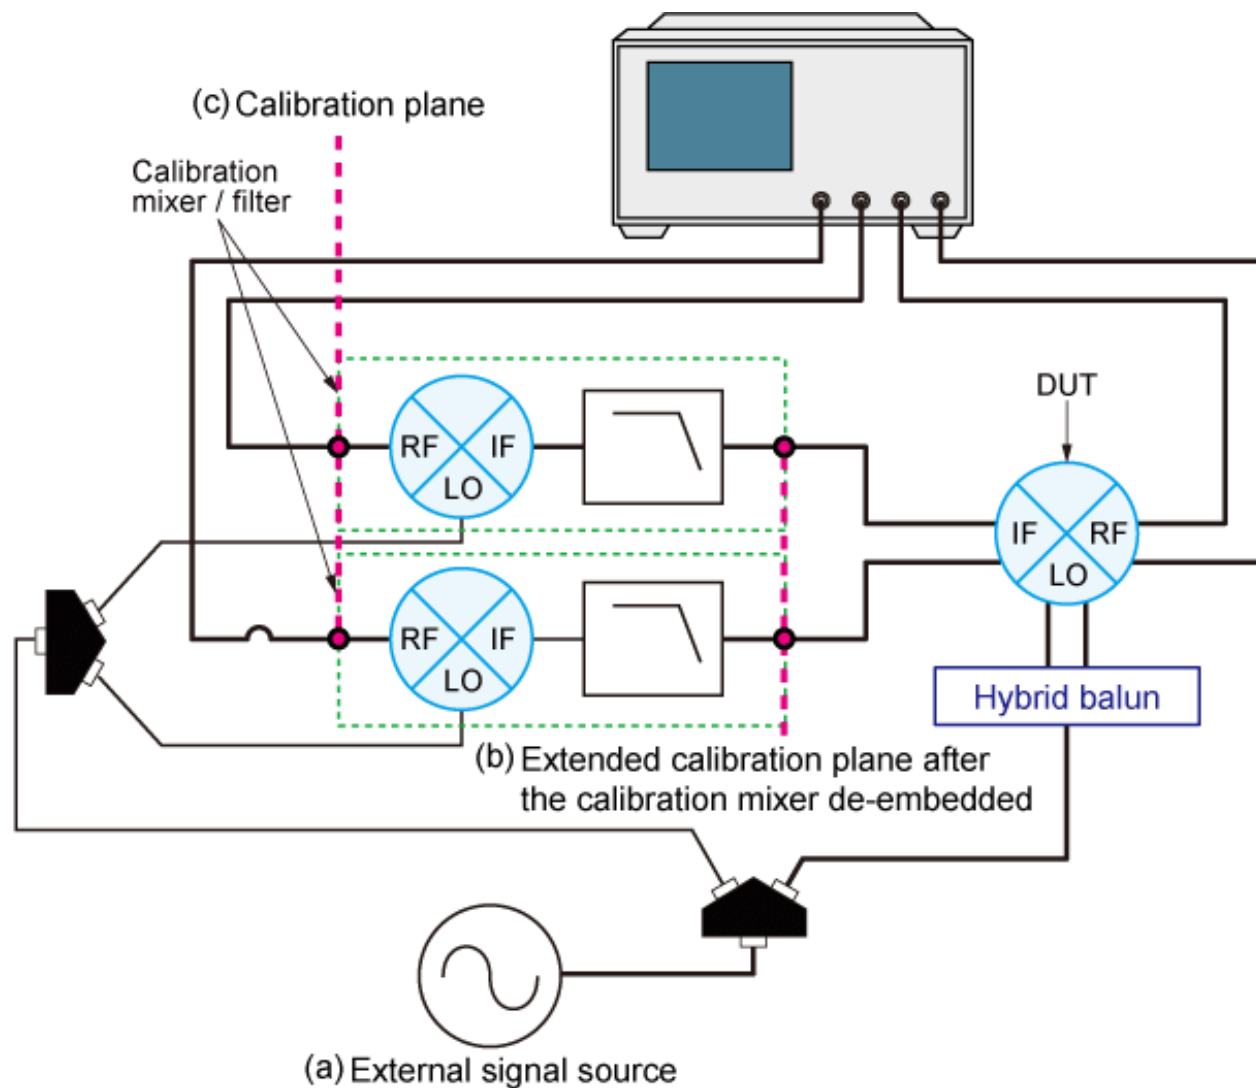 (c) Calibration plane
Calibration
mixer / filter
DUT
RF IF
LO
IF RF
LO
RF IF
LO
Hybrid balun
(b) Extended calibration plane after
the calibration mixer de-embedded
(a) External signal source